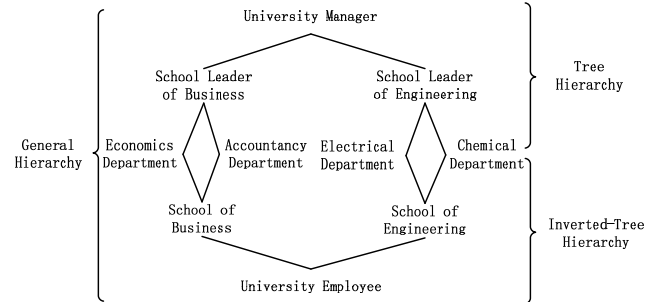 University Manager
School Leader
of Business
School Leader
of Engineering
Tree
Hierarchy
General
Hierarchy
Economics
Department
Accountancy
Department
Electrical
Department
Chemical
Department
School of
Business
School of
Engineering
Inverted-Tree
Hierarchy
University Employee